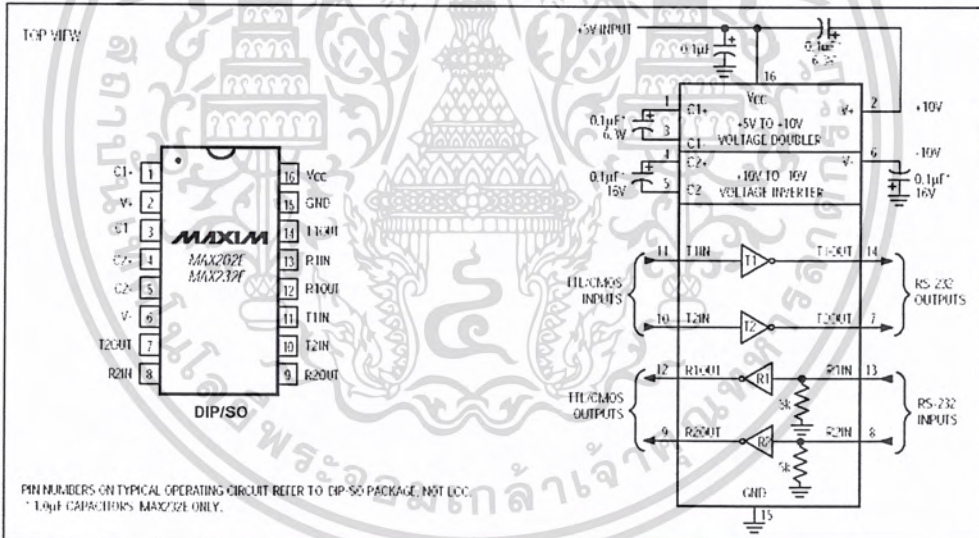 TOP VIEW
C1+ 1
V+ 2
C1- 3
C2+ 4
C2- 5
V- 6
T2OUT 7
R2IN 8
16 VCC
15 GND
14 T1OUT
13 R1IN
12 R1OUT
11 T1IN
10 T2IN
9 R2OUT
MAXIM
MAX202E
MAX232E
DIP/SO
+5V INPUT
0.1µF
0.1µF*
6.3V
16
VCC
1 C1+
0.1µF*
6.3V
3
C1-
+5V TO +10V
VOLTAGE DOUBLER
V+ 2 +10V
4 C2+
0.1µF*
16V
5 C2-
+10V TO -10V
VOLTAGE INVERTER
V- 6 -10V
0.1µF*
16V
11 T1IN T1 T1OUT 14
TTL/CMOS
INPUTS
10 T2IN T2 T2OUT 7
RS-232
OUTPUTS
12 R1OUT R1 R1IN 13
5k
TTL/CMOS
OUTPUTS
9 R2OUT R2 R2IN 8
5k
RS-232
INPUTS
GND
15
PIN NUMBERS ON TYPICAL OPERATING CIRCUIT REFER TO DIP/SO PACKAGE, NOT LCC.
* 1.0µF CAPACITORS, MAX232E ONLY.